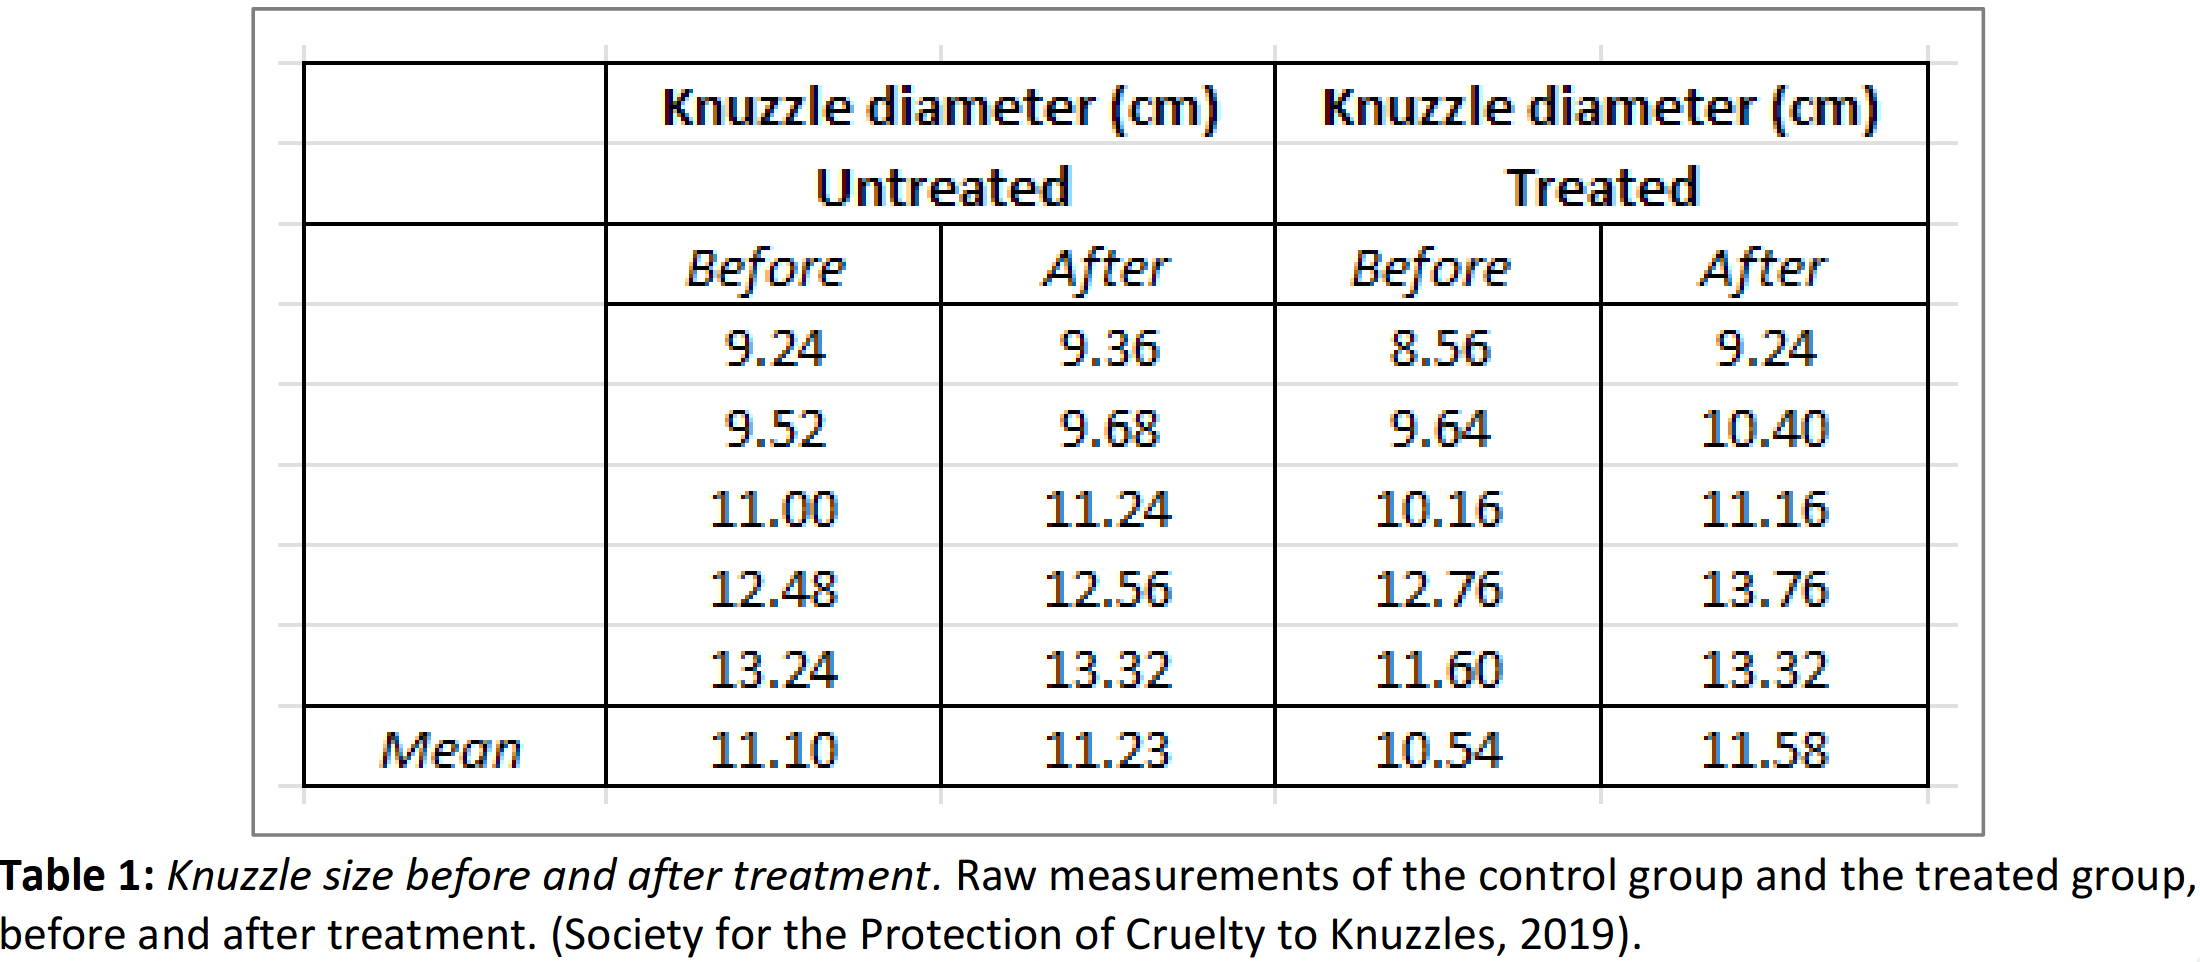 Knuzzle diameter (cm) Knuzzle diameter (cm)
Untreated Treated
Before After Before After
9.24 9.36 8.56 9.24
9.52 9.68 9.64 10.40
11.00 11.24 10.16 11.16
12.48 12.56 12.76 13.76
13.24 13.32 11.60 13.32
Mean 11.10 11.23 10.54 11.58
Table 1: Knuzzle size before and after treatment. Raw measurements of the control group and the treated group,
before and after treatment. (Society for the Protection of Cruelty to Knuzzles, 2019).